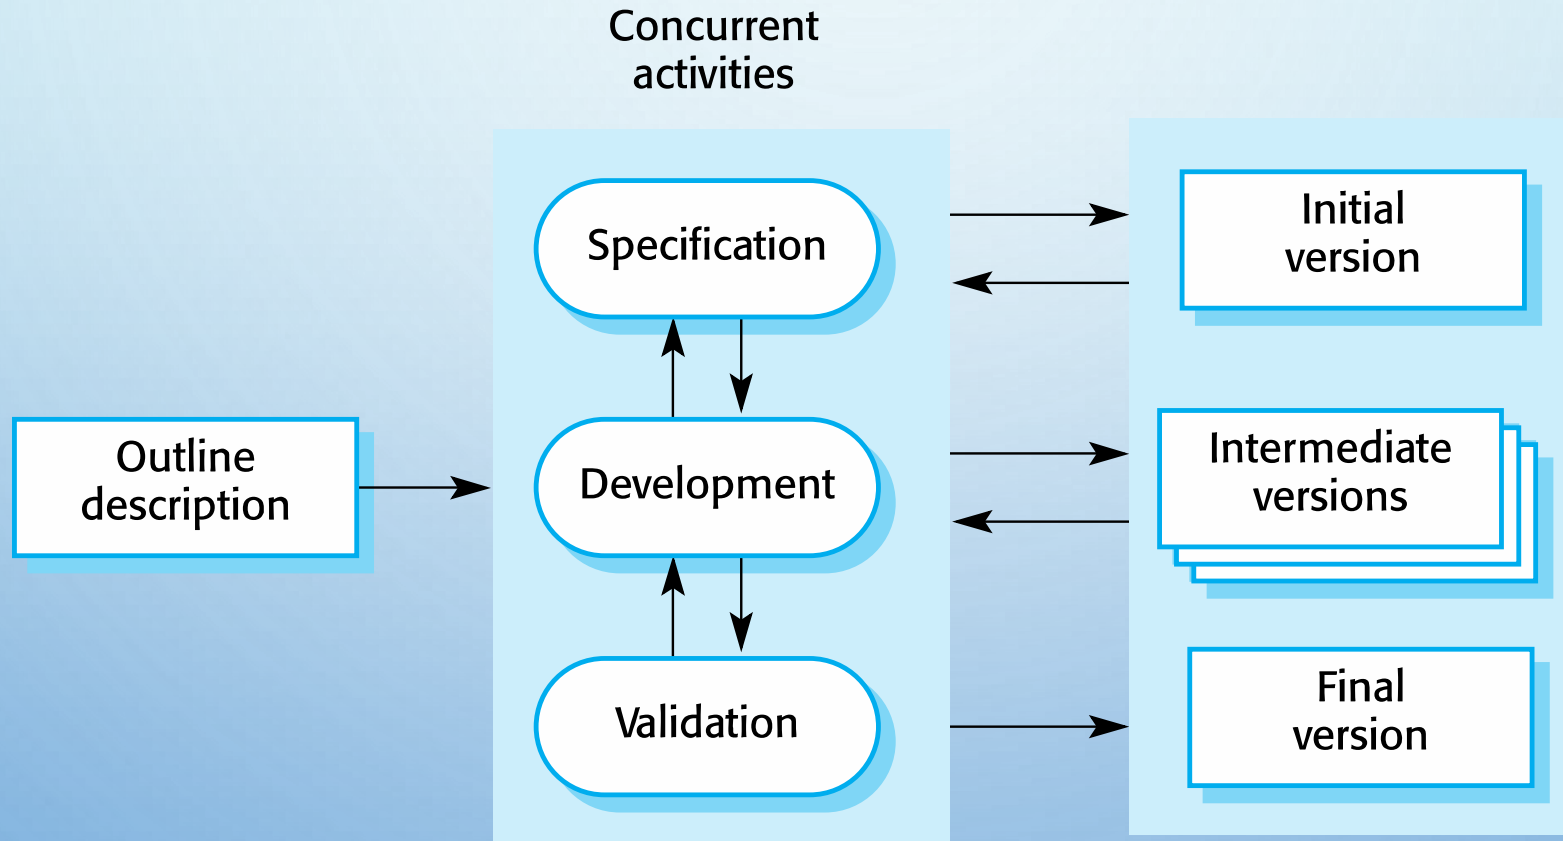 Concurrent
activities
Specification
Initial
version
Outline
description
Development
Intermediate
versions
Validation
Final
version